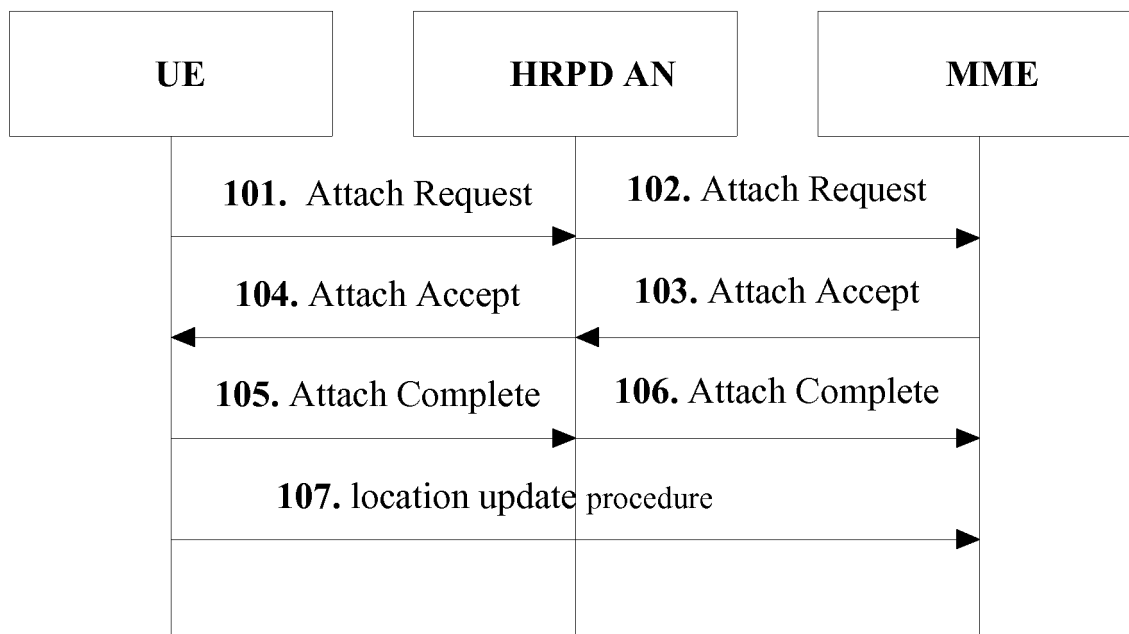 UE
HRPD AN
MME
101. Attach Request
102. Attach Request
104. Attach Accept
103. Attach Accept
105. Attach Complete
106. Attach Complete
107. location update procedure